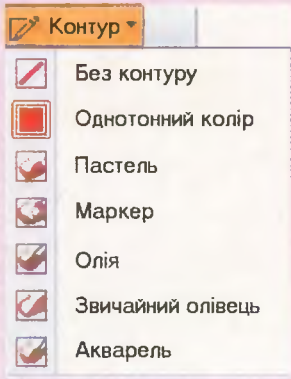 Контур
Без контуру
Однотонний колір
Пастель
Маркер
Олія
Звичайний олівець
Акварель